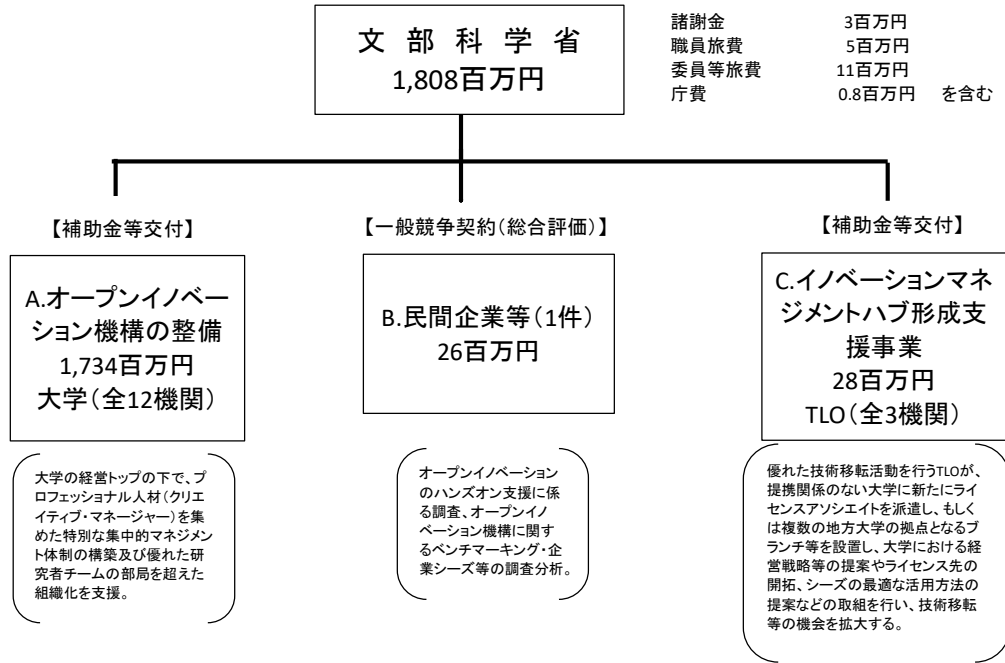 文 部 科 学 省
1,808百万円
諸謝金 3百万円
職員旅費 5百万円
委員等旅費 11百万円
庁費 0.8百万円 を含む
【補助金等交付】
A.オープンイノベー
ション機構の整備
1,734百万円
大学(全12機関)
大学の経営トップの下で、プ
ロフェッショナル人材(クリエ
イティブ・マネージャー)を集
めた特別な集中的マネジメン
ト体制の構築及び優れた研
究者チームの部局を超えた
組織化を支援。
【一般競争契約(総合評価)】
B.民間企業等(1件)
26百万円
オープンイノベーション
のハンズオン支援に係
る調査、オープンイノ
ベーション機構に関す
るベンチマーキング・企
業シーズ等の調査分析。
【補助金等交付】
C.イノベーションマネ
ジメントハブ形成支
援事業
28百万円
TLO(全3機関)
優れた技術移転活動を行うTLOが、
提携関係のない大学に新たにライ
センスアソシエイトを派遣し、もしく
は複数の地方大学の拠点となるブ
ランチ等を設置し、大学における経
営戦略等の提案やライセンス先の
開拓、シーズの最適な活用方法の
提案などの取組を行い、技術移転
等の機会を拡大する。